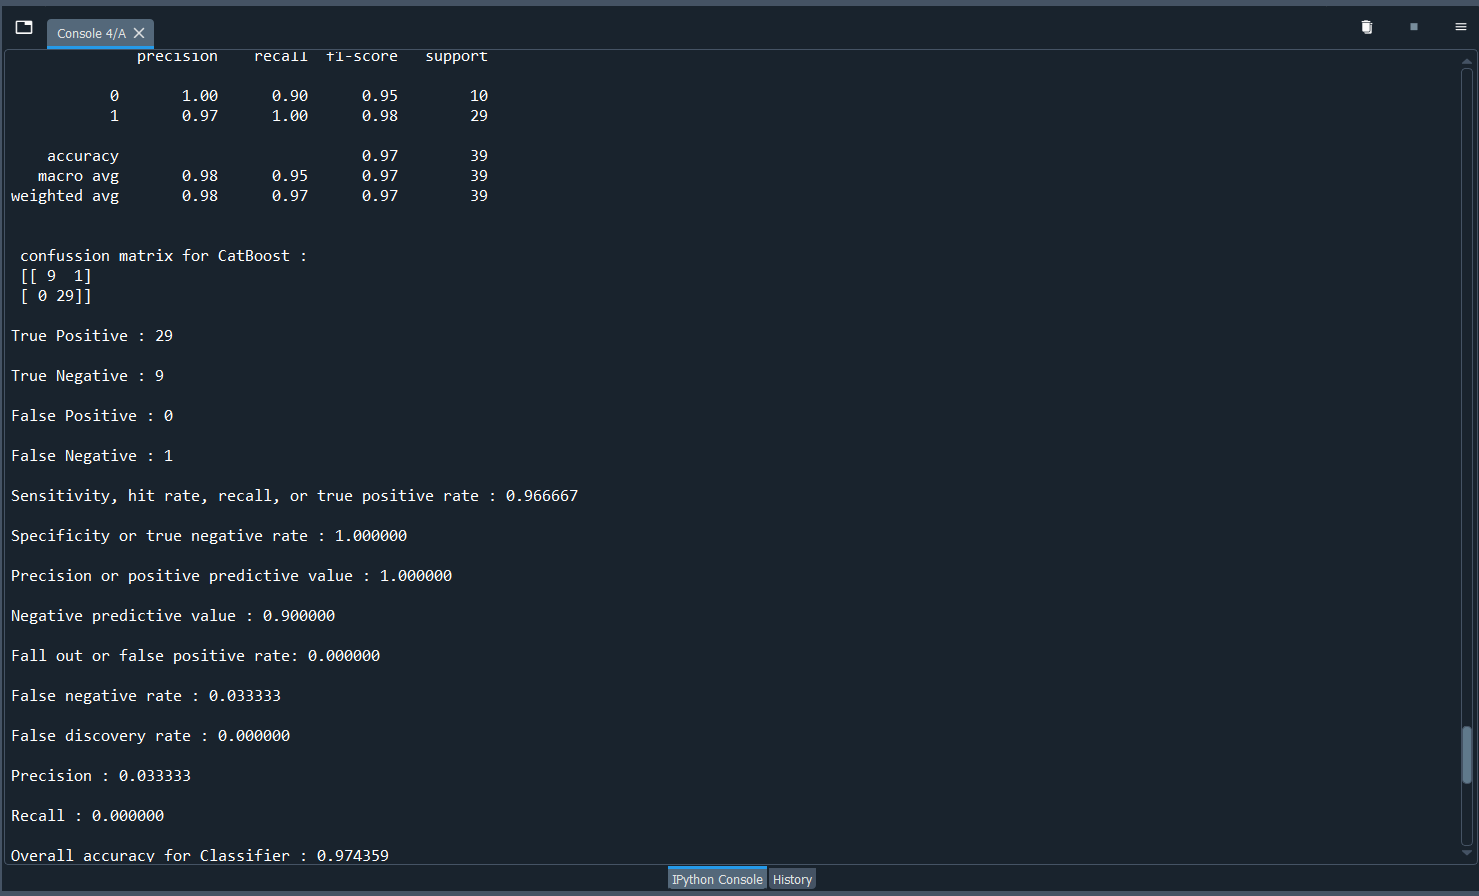 Console 4/A
precision recall f1-score support
0 1.00 0.90 0.95 10
1 0.97 1.00 0.98 29
accuracy 0.97 39
macro avg 0.98 0.95 0.97 39
weighted avg 0.98 0.97 0.97 39
confussion matrix for CatBoost :
[[ 9 1]
[ 0 29]]
True Positive : 29
True Negative : 9
False Positive : 0
False Negative : 1
Sensitivity, hit rate, recall, or true positive rate : 0.966667
Specificity or true negative rate : 1.000000
Precision or positive predictive value : 1.000000
Negative predictive value : 0.900000
Fall out or false positive rate: 0.000000
False negative rate : 0.033333
False discovery rate : 0.000000
Precision : 0.033333
Recall : 0.000000
Overall accuracy for Classifier : 0.974359
IPython Console History